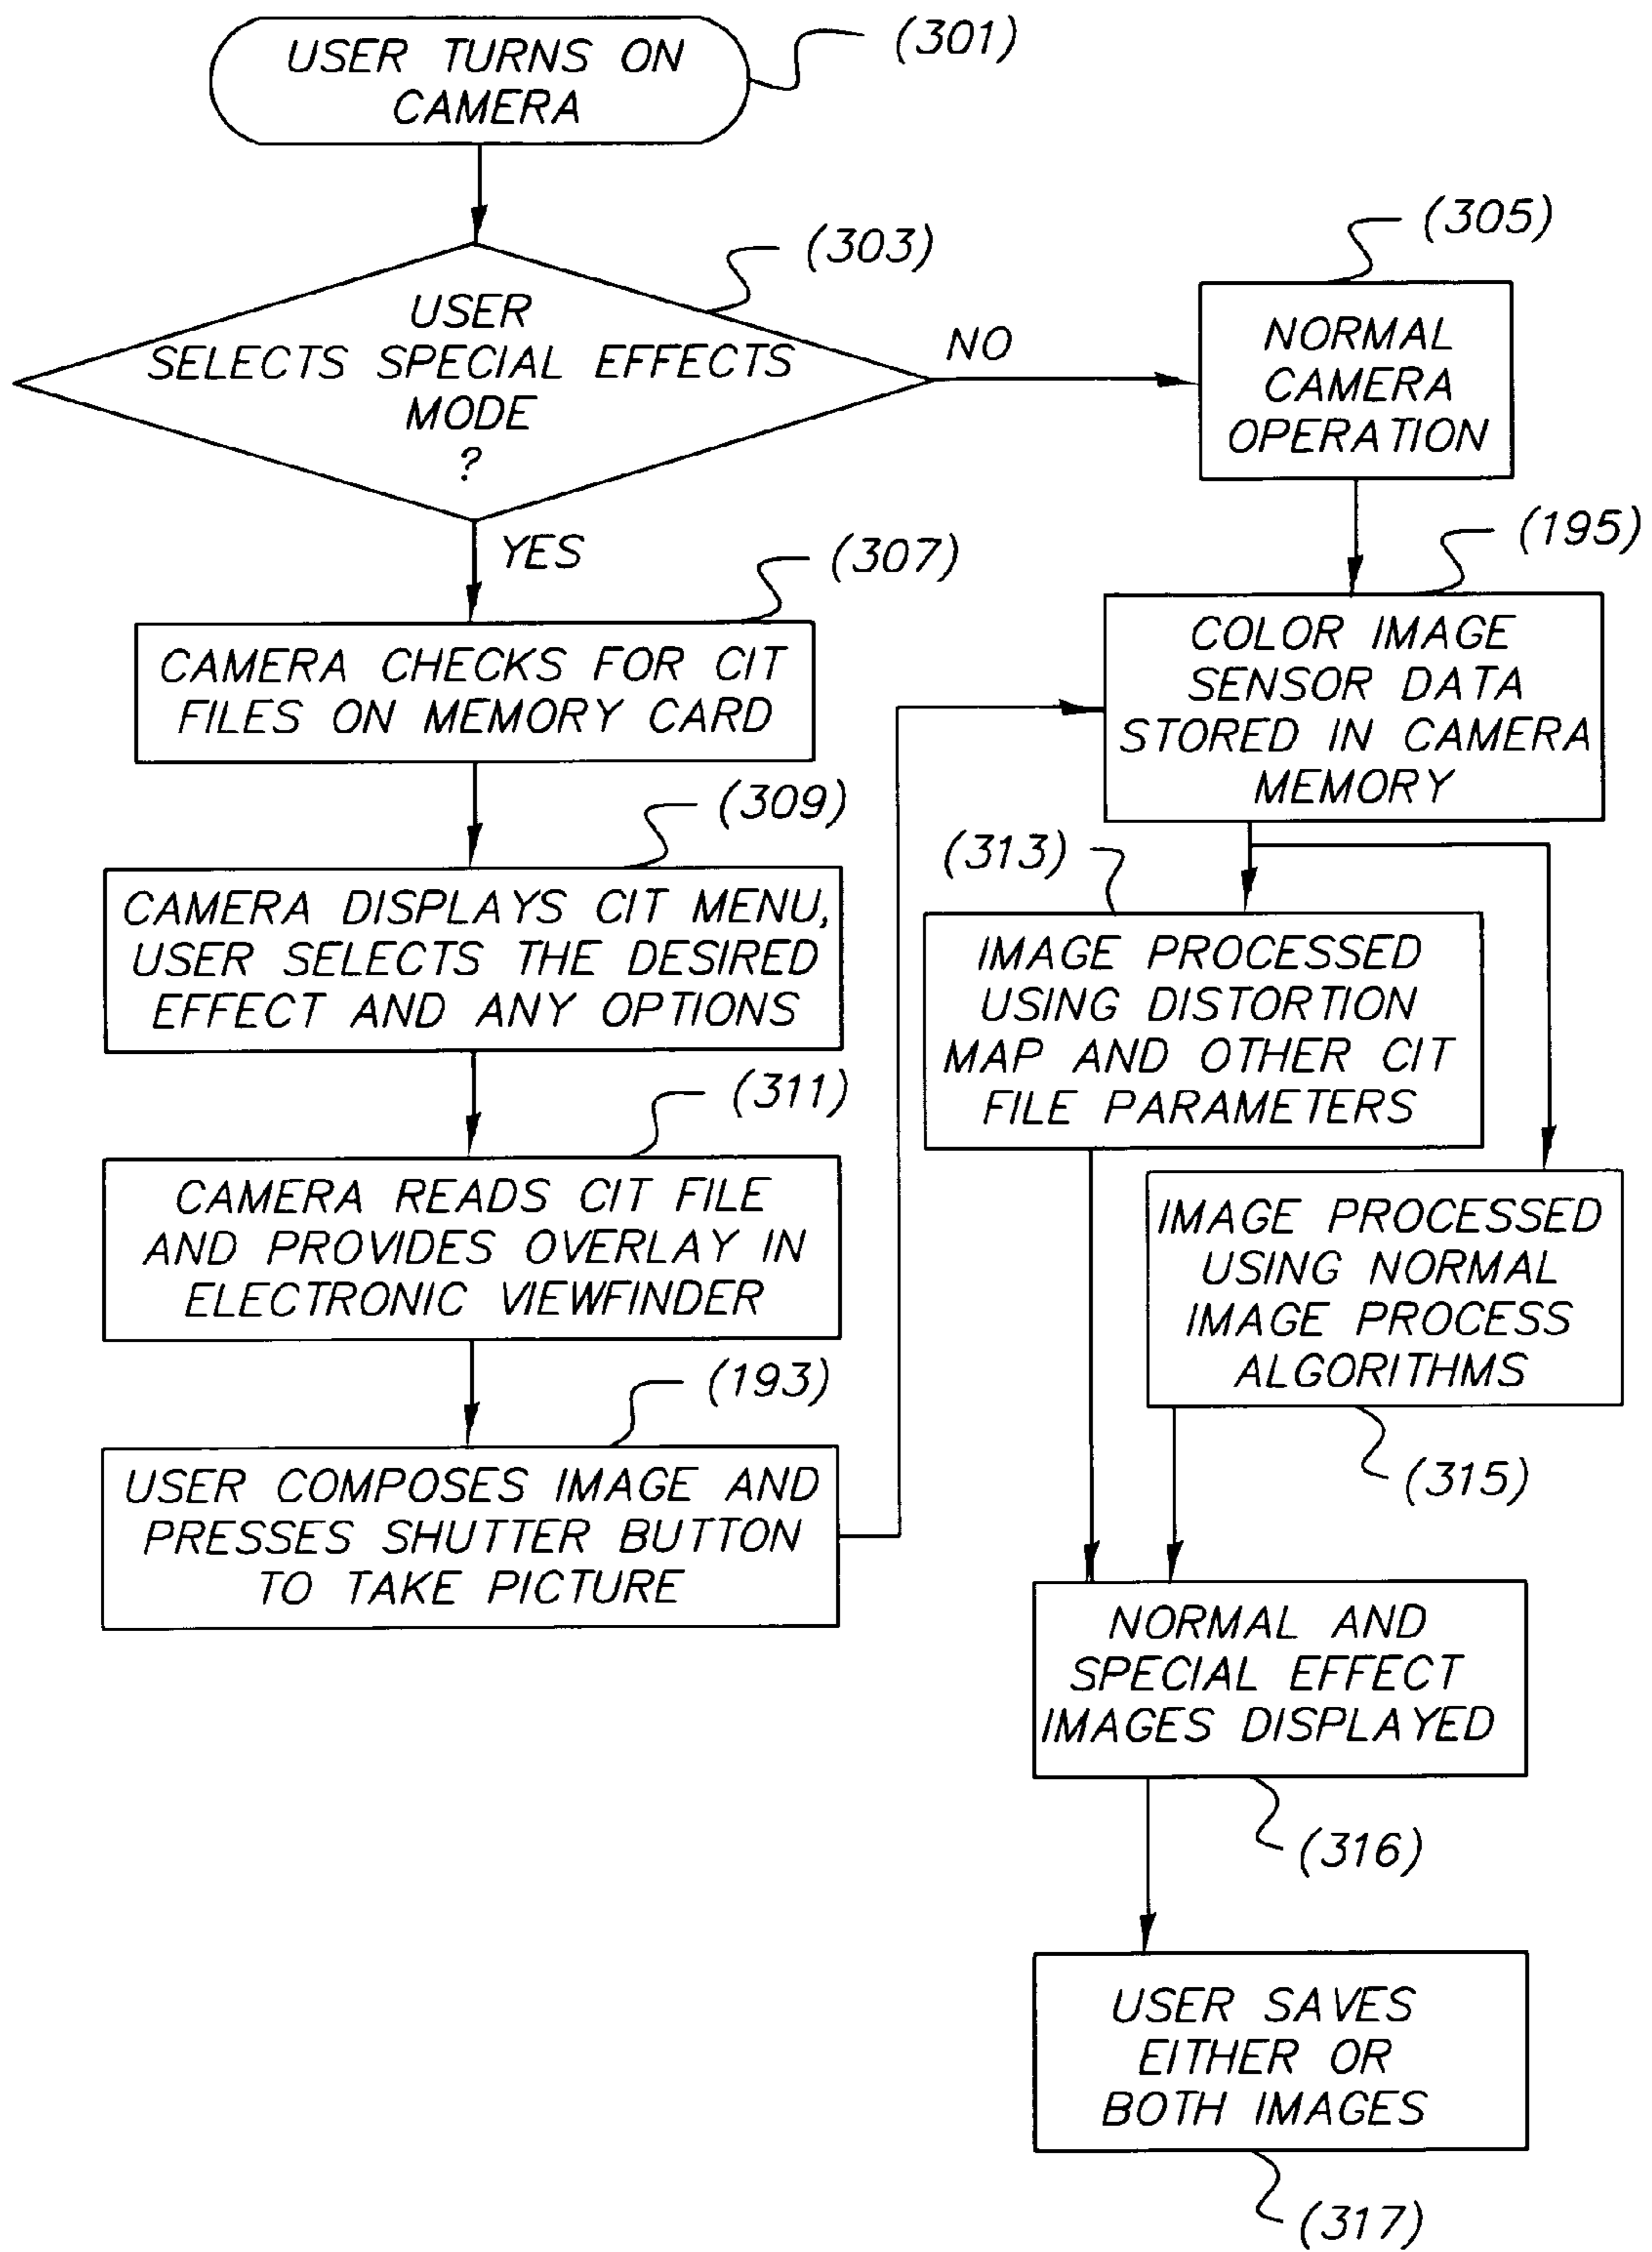 USER TURNS ON
CAMERA
(301)
USER
SELECTS SPECIAL EFFECTS
MODE
?
(303)
NO
YES
NORMAL
CAMERA
OPERATION
(305)
CAMERA CHECKS FOR CIT
FILES ON MEMORY CARD
(307)
CAMERA DISPLAYS CIT MENU,
USER SELECTS THE DESIRED
EFFECT AND ANY OPTIONS
(309)
CAMERA READS CIT FILE
AND PROVIDES OVERLAY IN
ELECTRONIC VIEWFINDER
(311)
USER COMPOSES IMAGE AND
PRESSES SHUTTER BUTTON
TO TAKE PICTURE
(193)
COLOR IMAGE
SENSOR DATA
STORED IN CAMERA
MEMORY
(195)
IMAGE PROCESSED
USING DISTORTION
MAP AND OTHER CIT
FILE PARAMETERS
(313)
IMAGE PROCESSED
USING NORMAL
IMAGE PROCESS
ALGORITHMS
(315)
NORMAL AND
SPECIAL EFFECT
IMAGES DISPLAYED
(316)
USER SAVES
EITHER OR
BOTH IMAGES
(317)